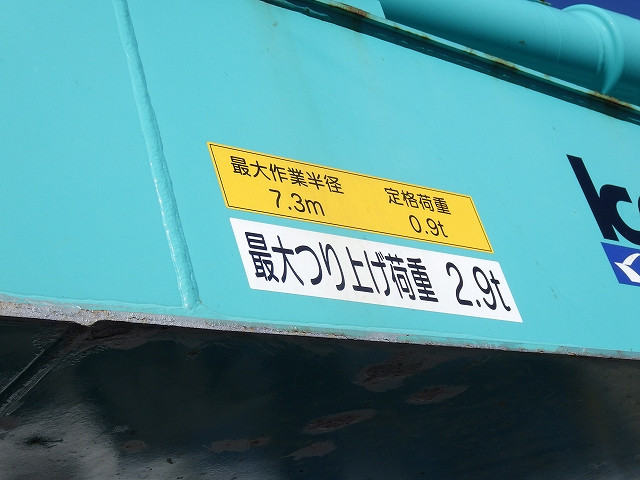 最大作業半径 定格荷重
7.3m 0.9t
最大つり上げ荷重 2.9t